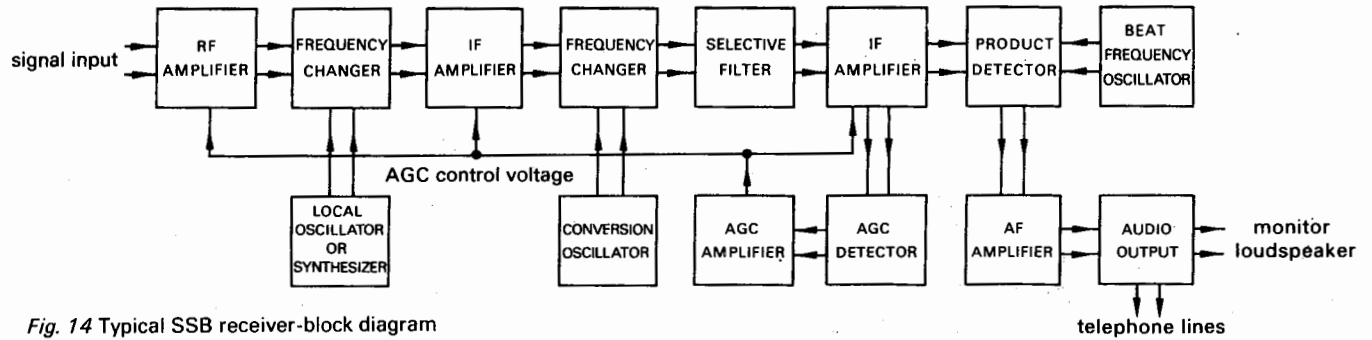 signal input
RF
AMPLIFIER
FREQUENCY
CHANGER
IF
AMPLIFIER
FREQUENCY
CHANGER
SELECTIVE
FILTER
IF
AMPLIFIER
PRODUCT
DETECTOR
BEAT
FREQUENCY
OSCILLATOR
AGC control voltage
LOCAL
OSCILLATOR
OR
SYNTHESIZER
CONVERSION
OSCILLATOR
AGC
AMPLIFIER
AGC
DETECTOR
AF
AMPLIFIER
AUDIO
OUTPUT
monitor
loudspeaker
telephone lines
Fig. 14 Typical SSB receiver-block diagram